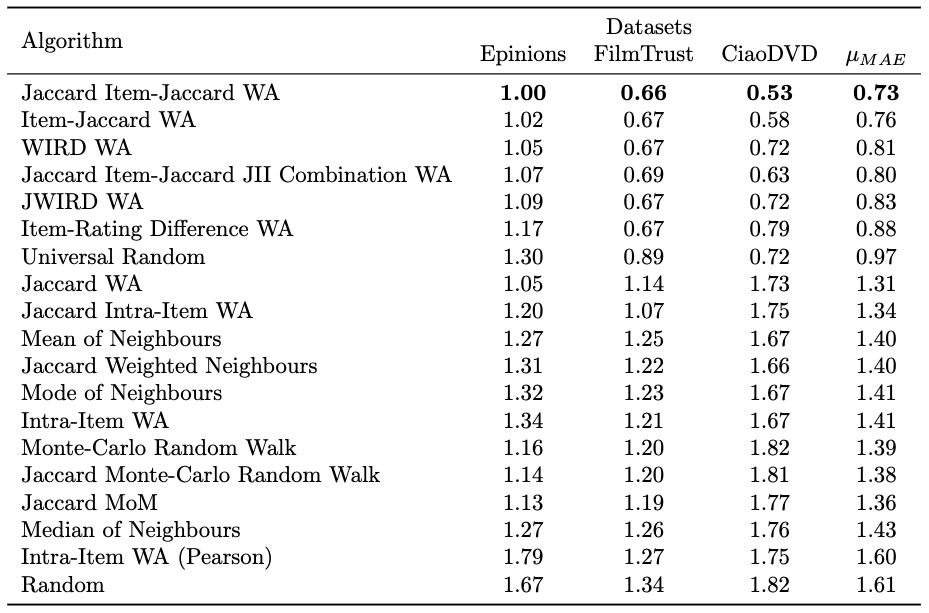 Datasets
Algorithm
Epinions FilmTrust CiaoDVD μMAE
Jaccard Item-Jaccard WA 1.00 0.66 0.53 0.73
Item-Jaccard WA 1.02 0.67 0.58 0.76
WIRD WA 1.05 0.67 0.72 0.81
Jaccard Item-Jaccard JII Combination WA 1.07 0.69 0.63 0.80
JWIRD WA 1.09 0.67 0.72 0.83
Item-Rating Difference WA 1.17 0.67 0.79 0.88
Universal Random 1.30 0.89 0.72 0.97
Jaccard WA 1.05 1.14 1.73 1.31
Jaccard Intra-Item WA 1.20 1.07 1.75 1.34
Mean of Neighbours 1.27 1.25 1.67 1.40
Jaccard Weighted Neighbours 1.31 1.22 1.66 1.40
Mode of Neighbours 1.32 1.23 1.67 1.41
Intra-Item WA 1.34 1.21 1.67 1.41
Monte-Carlo Random Walk 1.16 1.20 1.82 1.39
Jaccard Monte-Carlo Random Walk 1.14 1.20 1.81 1.38
Jaccard MoM 1.13 1.19 1.77 1.36
Median of Neighbours 1.27 1.26 1.76 1.43
Intra-Item WA (Pearson) 1.79 1.27 1.75 1.60
Random 1.67 1.34 1.82 1.61